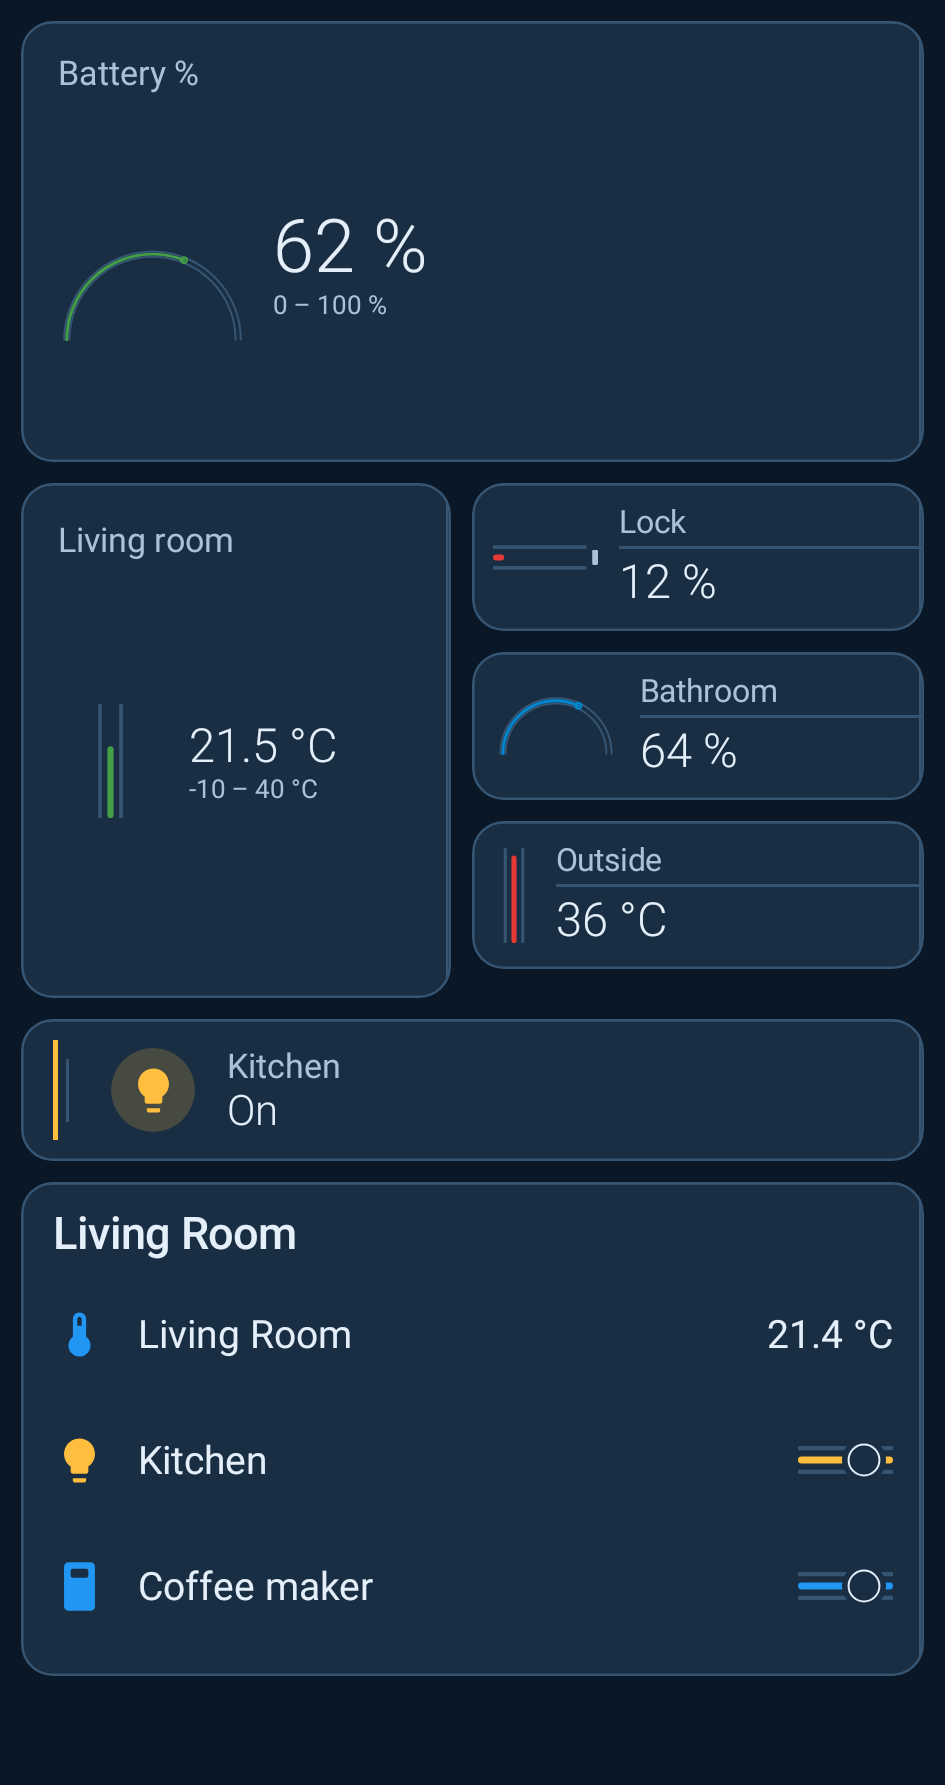 Battery %
62 %
0 – 100 %
Living room
21.5 °C
-10 – 40 °C
Lock
12 %
Bathroom
64 %
Outside
36 °C
Kitchen
On
Living Room
Living Room 21.4 °C
Kitchen
Coffee maker